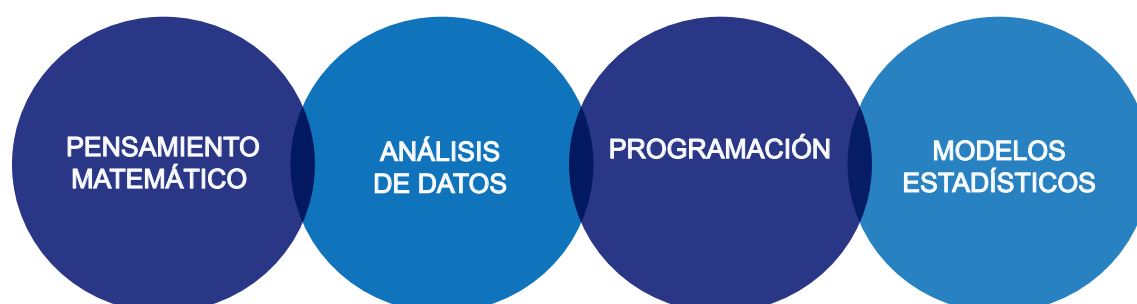 PENSAMIENTO
MATEMÁTICO
ANÁLISIS
DE DATOS
PROGRAMACIÓN
MODELOS
ESTADÍSTICOS